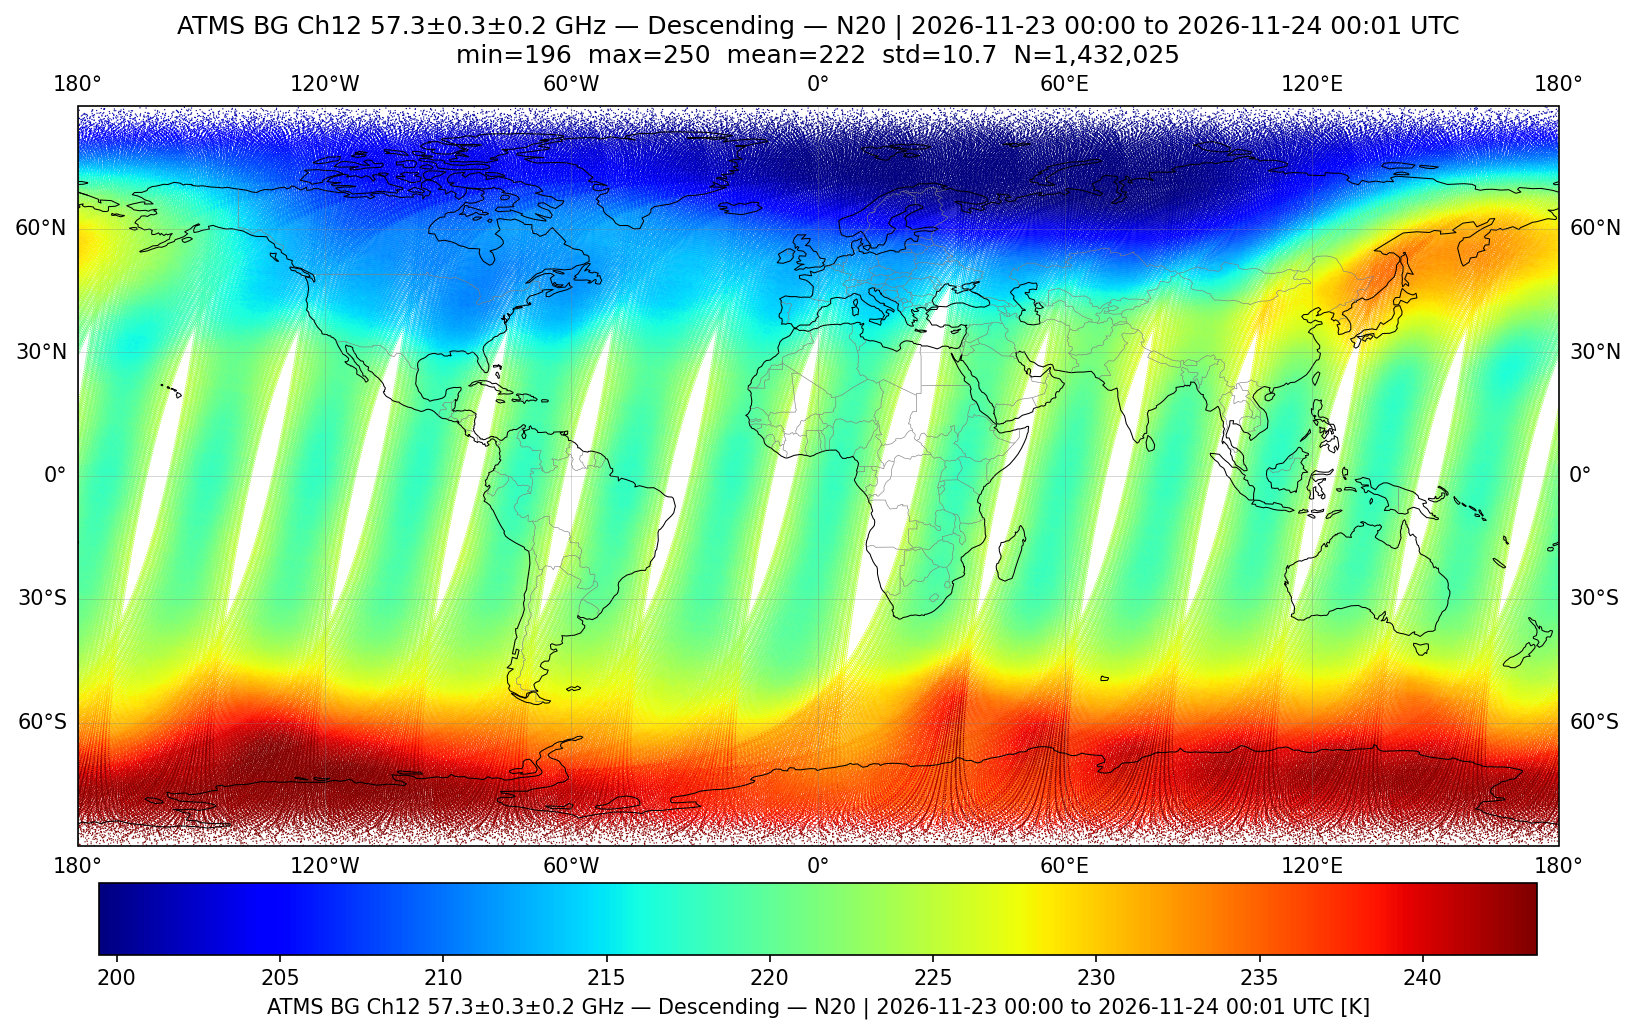 ATMS BG Ch12 57.3±0.3±0.2 GHz — Descending — N20 | 2026-11-23 00:00 to 2026-11-24 00:01 UTC
min=196 max=250 mean=222 std=10.7 N=1,432,025
180° 120°W 60°W 0° 60°E 120°E 180°
60°N 60°N
30°N 30°N
0° 0°
30°S 30°S
60°S 60°S
180° 120°W 60°W 0° 60°E 120°E 180°
200 205 210 215 220 225 230 235 240
ATMS BG Ch12 57.3±0.3±0.2 GHz — Descending — N20 | 2026-11-23 00:00 to 2026-11-24 00:01 UTC [K]